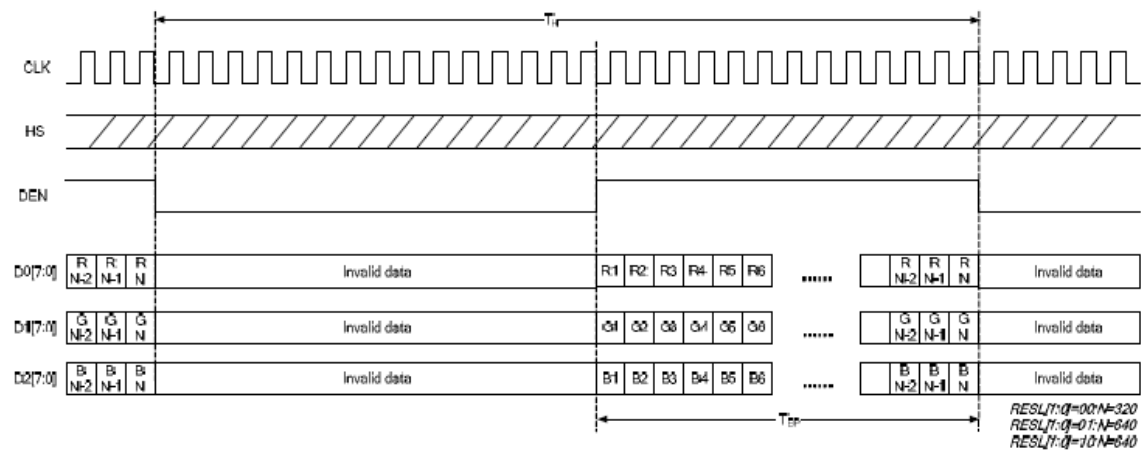 TH
CLK
HS
DEN
D0[7:0] R N-2 R N-1 R N Invalid data R1 R2 R3 R4 R5 R6 ...... R N-2 R N-1 R N Invalid data
D1[7:0] G N-2 G N-1 G N Invalid data G1 G2 G3 G4 G5 G6 ...... G N-2 G N-1 G N Invalid data
D2[7:0] B N-2 B N-1 B N Invalid data B1 B2 B3 B4 B5 B6 ...... B N-2 B N-1 B N Invalid data
TEP
RESL[1:0]=00:N=320
RESL[1:0]=01:N=640
RESL[1:0]=10:N=640